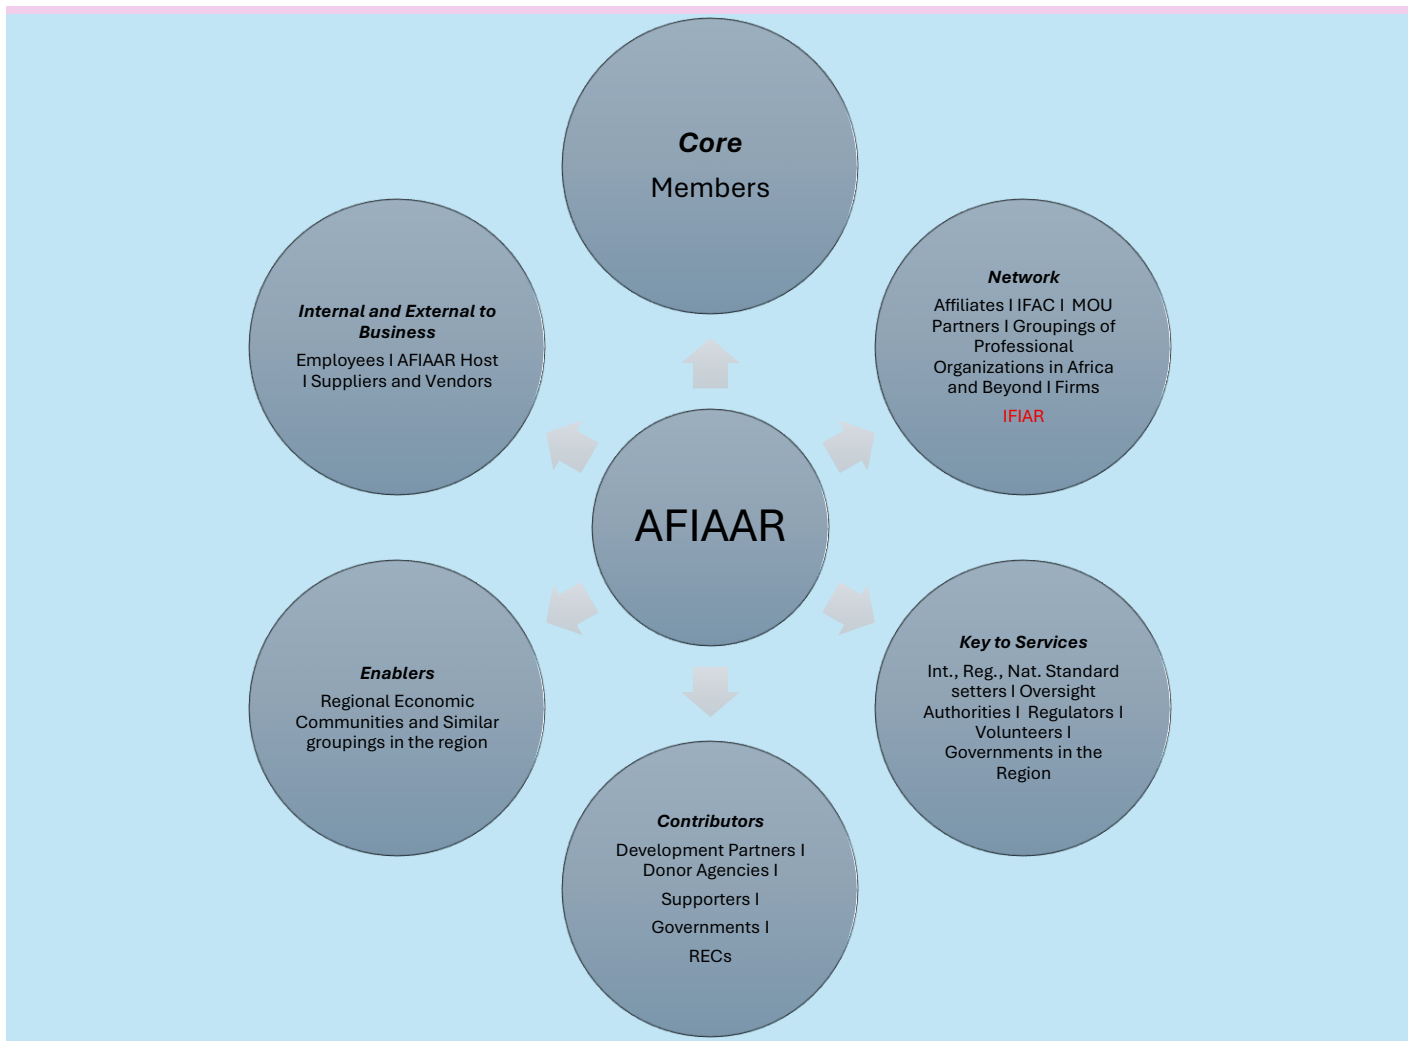 Core
Members
Network
Affiliates I IFAC I  MOU
Partners I Groupings of
Professional
Organizations in Africa
and Beyond I Firms
IFIAR
Key to Services
Int., Reg., Nat. Standard
setters I Oversight
Authorities I  Regulators I
Volunteers I
Governments in the
Region
Contributors
Development Partners I
Donor Agencies I
Supporters I
Governments I
RECs
Enablers
Regional Economic
Communities and Similar
groupings in the region
Internal and External to
Business
Employees I AFIAAR Host
I Suppliers and Vendors
AFIAAR